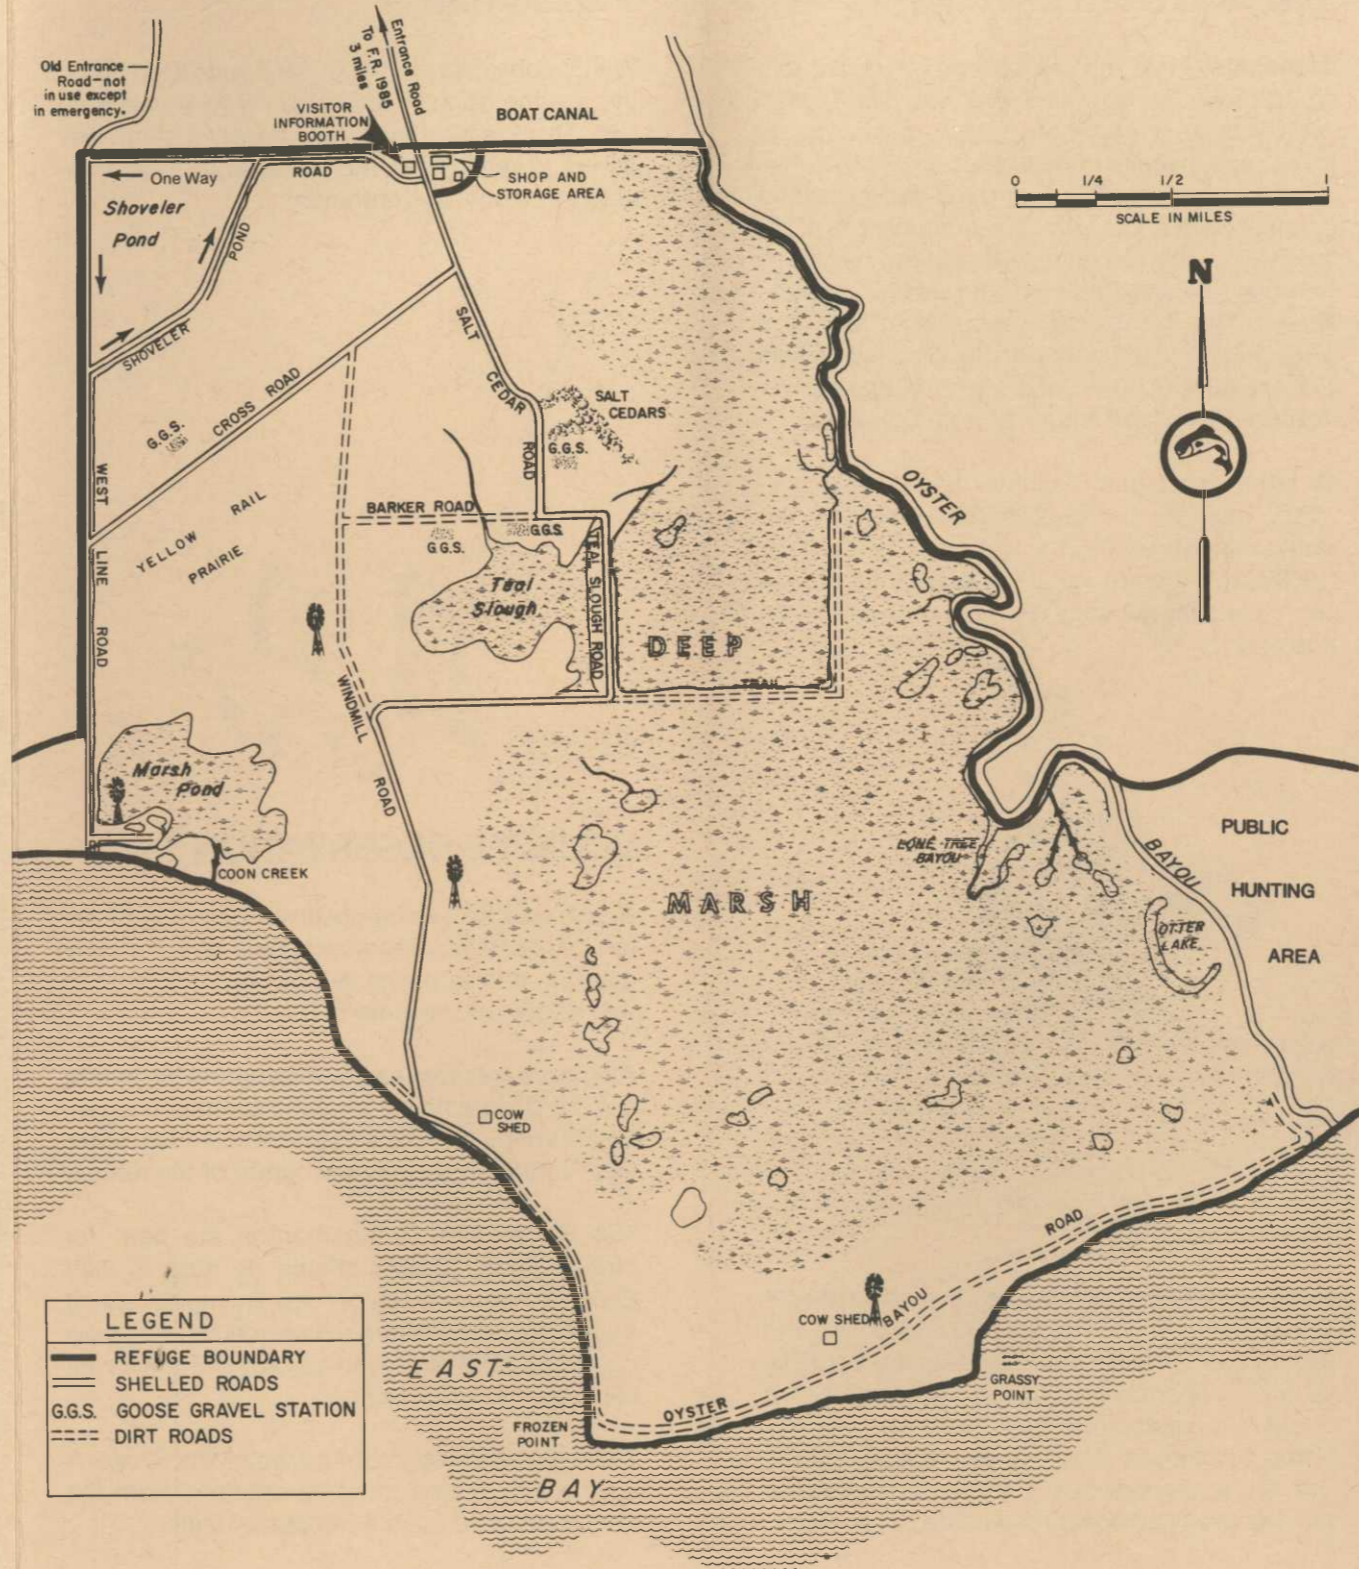 Old Entrance
Road-not
in use except
in emergency.
Entrance Road
To F.R. 1985
3 miles
VISITOR
INFORMATION
BOOTH
BOAT CANAL
One Way
ROAD
SHOP AND
STORAGE AREA
Shoveler
Pond
POND
SHOVELER
0 1/4 1/2 1
SCALE IN MILES
N
SALT
CEDAR
ROAD
SALT
CEDARS
G.G.S.
CROSS ROAD
G.G.S.
WEST
LINE
ROAD
YELLOW RAIL
PRAIRIE
BARKER ROAD
G.G.S.
G.G.S.
Teal
Slough
TEAL SLOUGH ROAD
OYSTER
BAYOU
DEEP
TRAIL
MARSH
WINDMILL
ROAD
Marsh
Pond
COON CREEK
LONE TREE
BAYOU
OTTER
LAKE
PUBLIC
HUNTING
AREA
COW
SHED
COW SHED
OYSTER
BAYOU
ROAD
GRASSY
POINT
FROZEN
POINT
EAST
BAY
LEGEND
REFUGE BOUNDARY
SHELLED ROADS
G.G.S. GOOSE GRAVEL STATION
DIRT ROADS